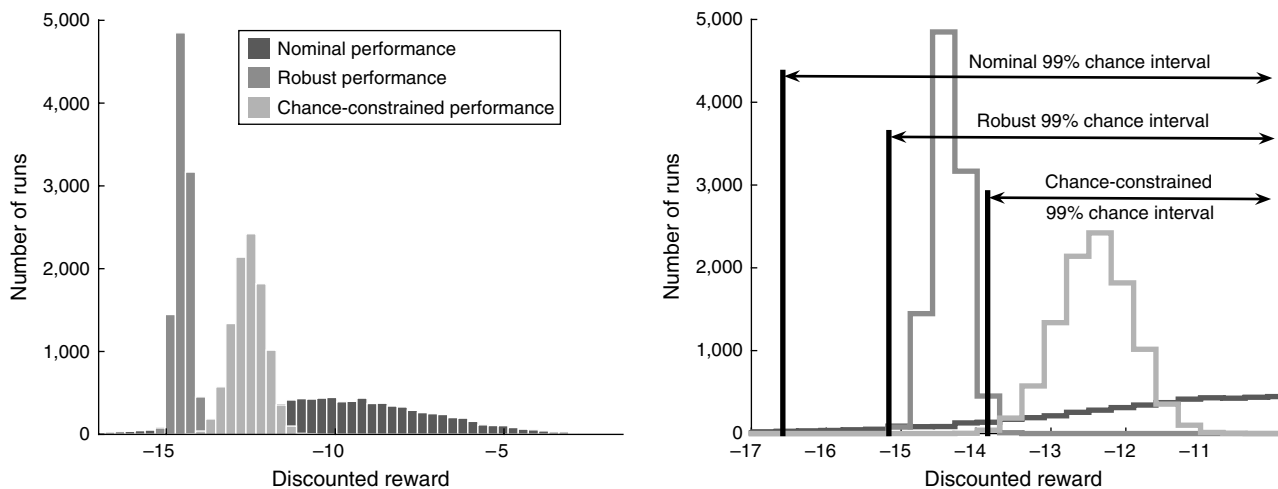 5,000
4,000
3,000
2,000
1,000
0
Number of runs
Nominal performance
Robust performance
Chance-constrained performance
−15
−10
−5
Discounted reward
5,000
4,000
3,000
2,000
1,000
0
Number of runs
Nominal 99% chance interval
Robust 99% chance interval
Chance-constrained
99% chance interval
−17
−16
−15
−14
−13
−12
−11
Discounted reward